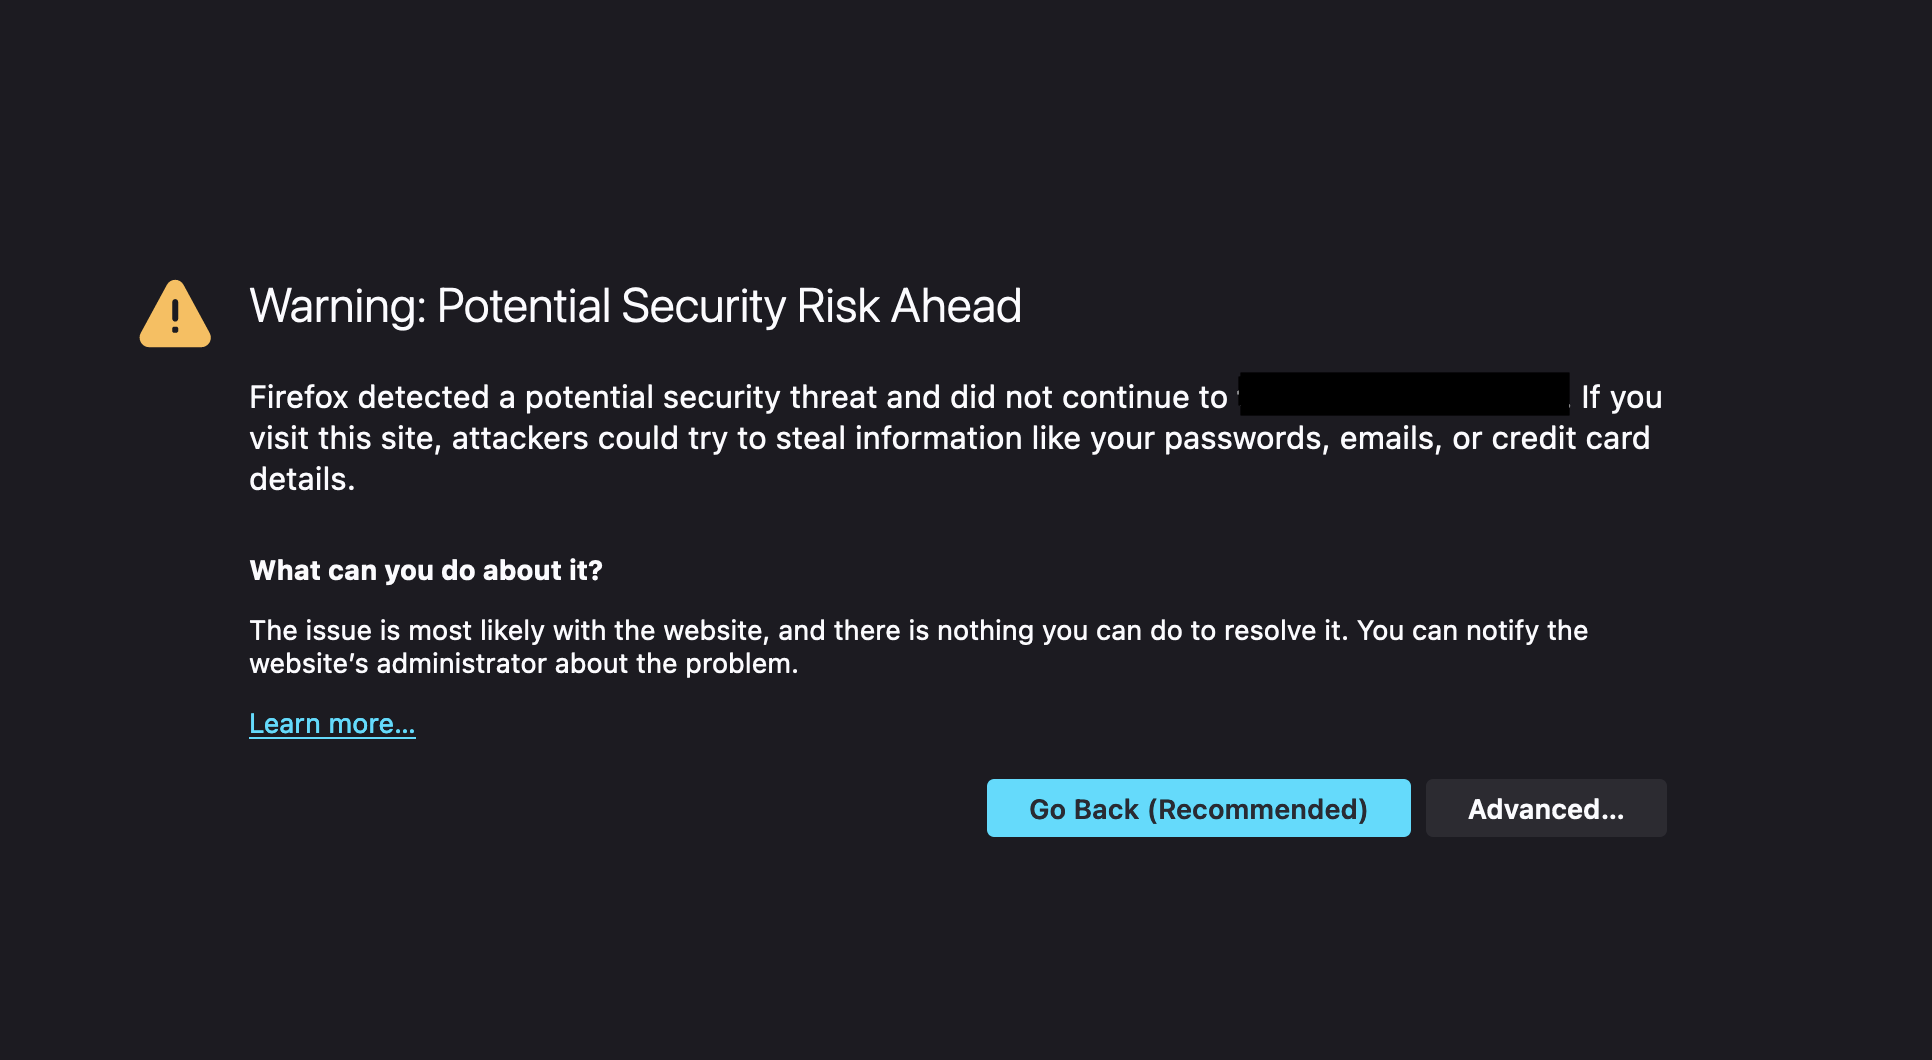 Warning: Potential Security Risk Ahead
Firefox detected a potential security threat and did not continue to . If you
visit this site, attackers could try to steal information like your passwords, emails, or credit card
details.
What can you do about it?
The issue is most likely with the website, and there is nothing you can do to resolve it. You can notify the
website’s administrator about the problem.
Learn more…
Go Back (Recommended)
Advanced…